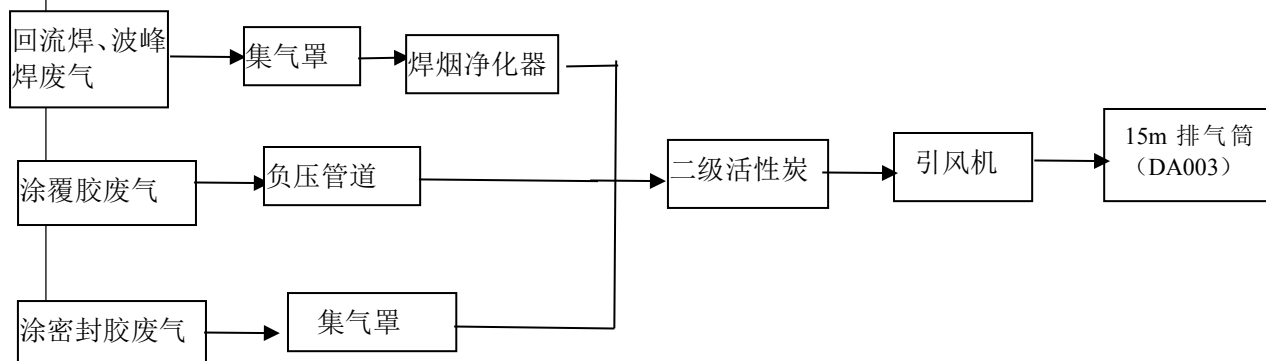 回流焊、波峰
焊废气
集气罩
焊烟净化器
涂覆胶废气
负压管道
二级活性炭
引风机
15m 排气筒
（DA003）
涂密封胶废气
集气罩